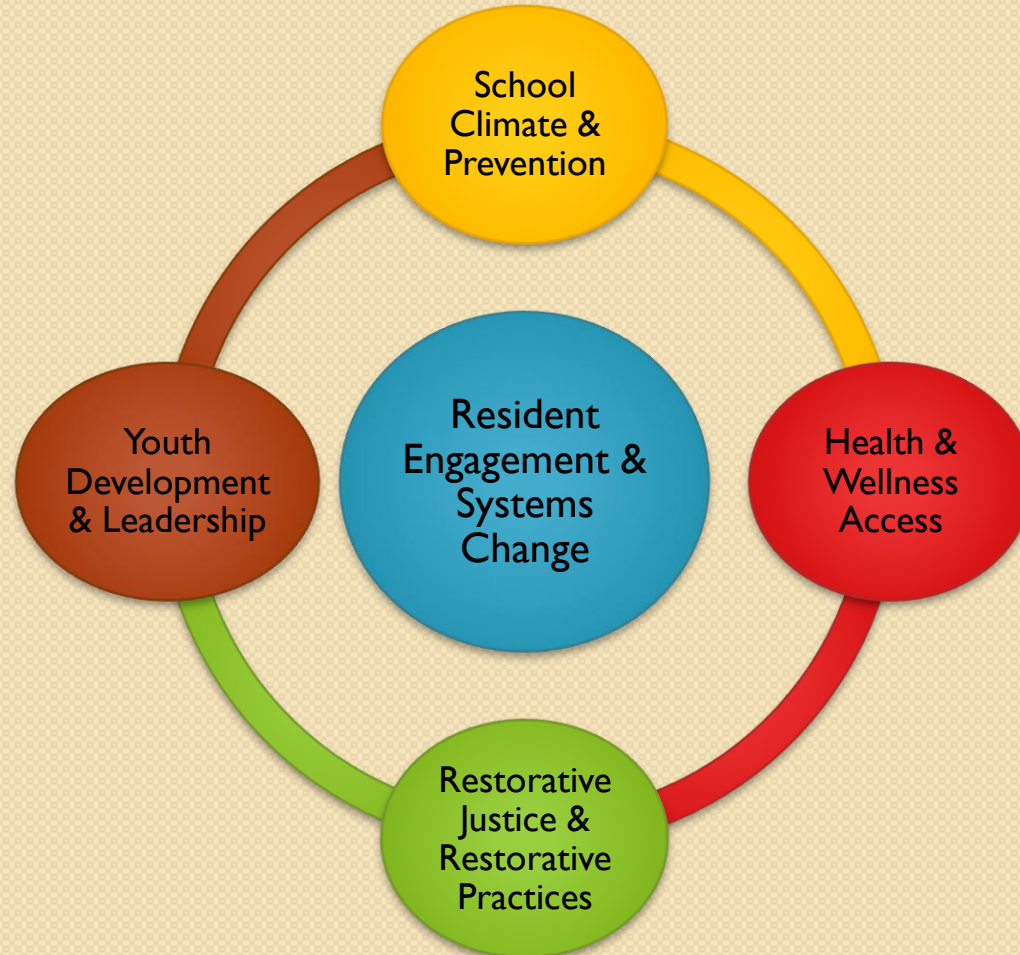 School
Climate &
Prevention
Youth
Development
& Leadership
Resident
Engagement &
Systems
Change
Health &
Wellness
Access
Restorative
Justice &
Restorative
Practices